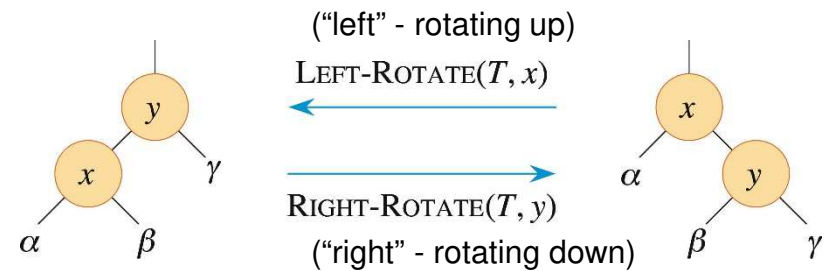 ("left" - rotating up)
LEFT-ROTATE(T, x)
y
x
x
γ
α
y
RIGHT-ROTATE(T, y)
α
β
("right" - rotating down)
β
γ